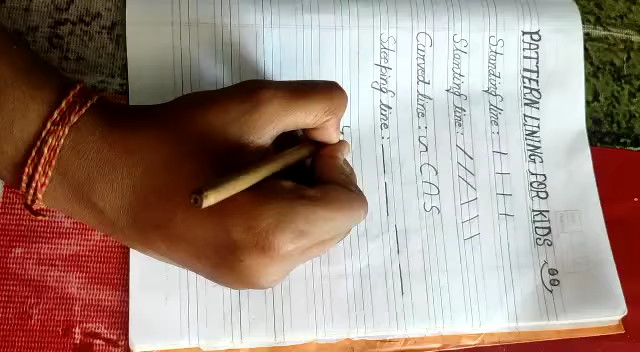 PATTERN LINING FOR KIDS
Standing line : | | | |
Slanting line : / / / \ \ \
Curved line : ∩ C ∩ S
Sleeping line : — — —